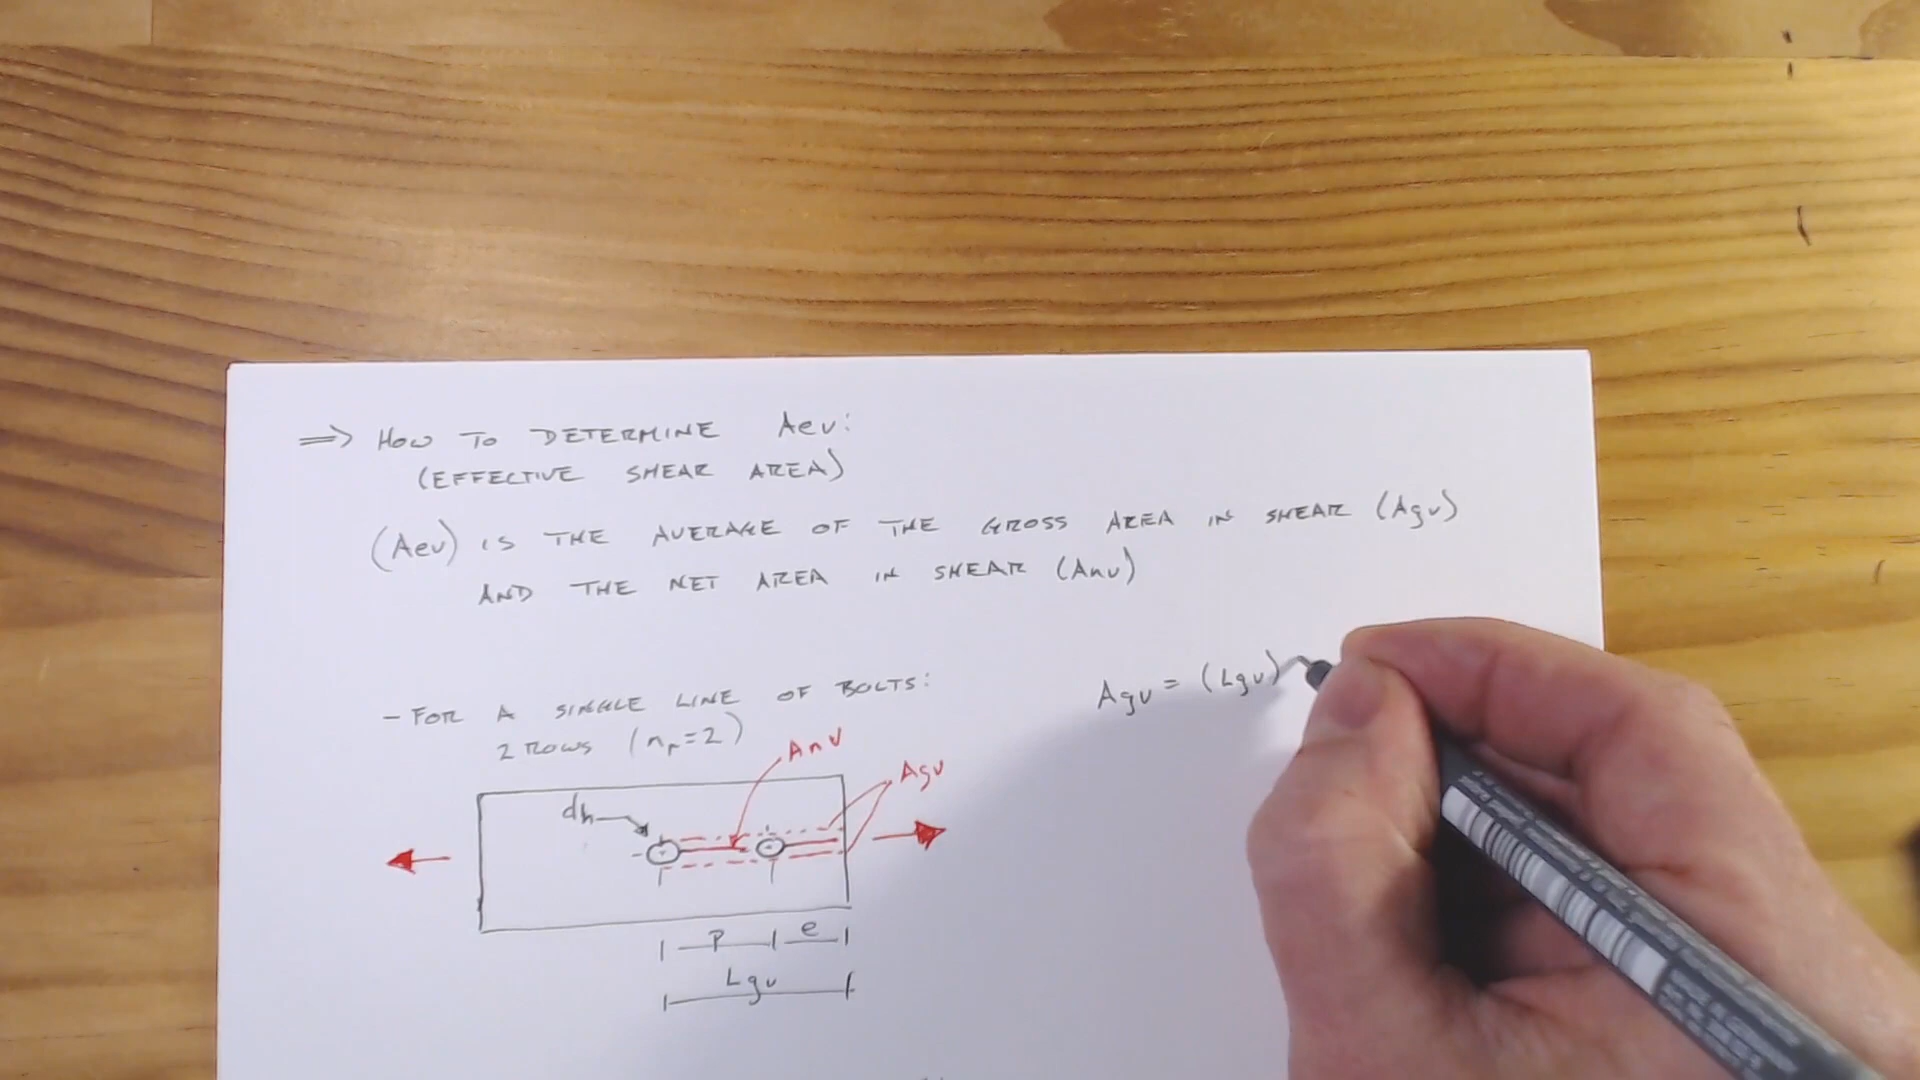 ⇒ HOW TO DETERMINE Aev:
(EFFECTIVE SHEAR AREA)
(Aev) IS THE AVERAGE OF THE GROSS AREA IN SHEAR (Agv)
AND THE NET AREA IN SHEAR (Anv)
- FOR A SINGLE LINE OF BOLTS:
2 ROWS (nr=2)
Agv = (Lgv)
Anv
Agv
dh
P e
Lgv